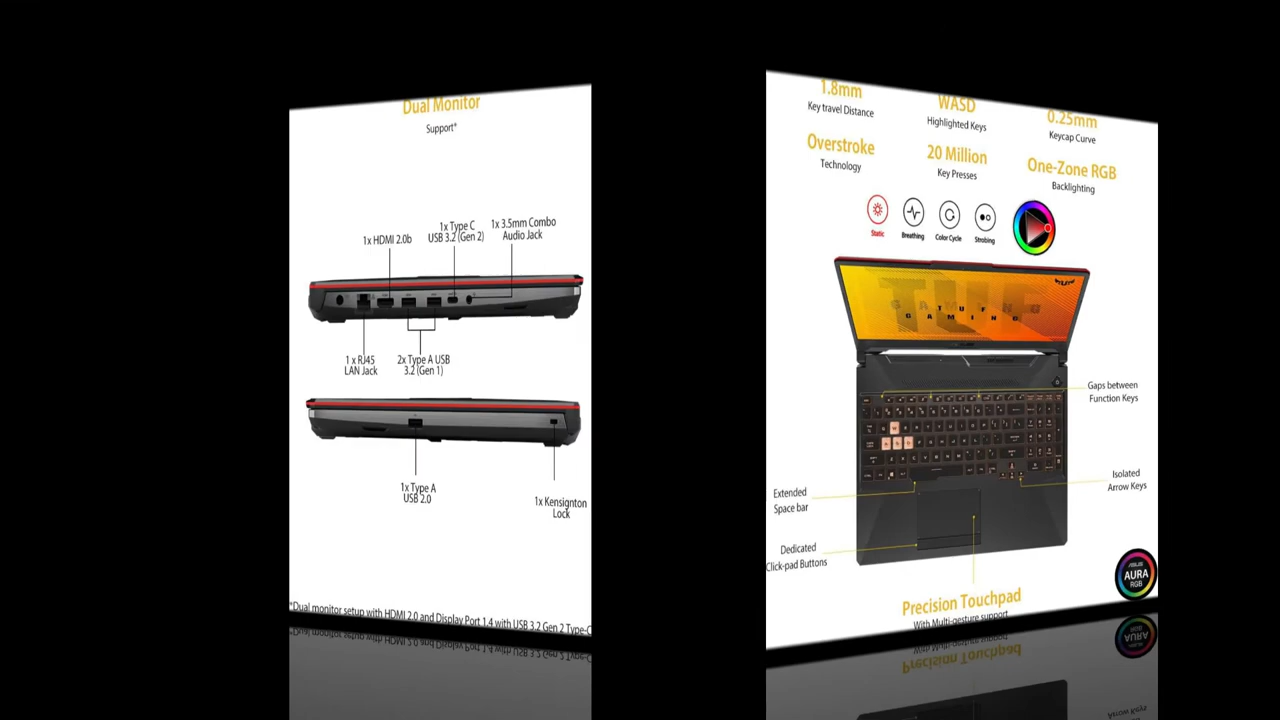 Dual Monitor
Support*
1x HDMI 2.0b
1x Type C
USB 3.2 (Gen 2)
1x 3.5mm Combo
Audio Jack
1 x RJ45
LAN Jack
2x Type A USB
3.2 (Gen 1)
1x Type A
USB 2.0
1x Kensignton
Lock
*Dual monitor setup with HDMI 2.0 and Display Port 1.4 with USB 3.2 Gen 2 Type-C
1.8mm
Key travel Distance
WASD
Highlighted Keys
0.25mm
Keycap Curve
Overstroke
Technology
20 Million
Key Presses
One-Zone RGB
Backlighting
Static
Breathing
Color Cycle
Strobing
TUF
GAMING
Gaps between
Function Keys
Isolated
Arrow Keys
Extended
Space bar
Dedicated
Click-pad Buttons
Precision Touchpad
With Multi-gesture support
ASUS
AURA
RGB